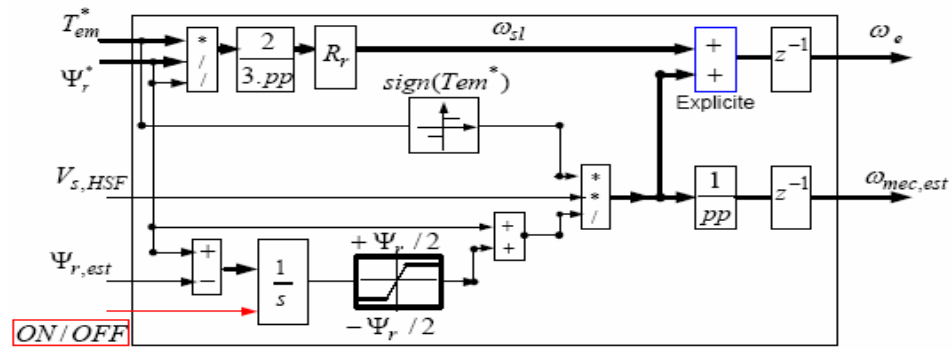 T*em
Ψ*r
* / /
2 / 3.pp
Rr
ωsl
+ +
Explicite
z⁻¹
ωe
sign(Tem*)
Vs,HSF
* * /
1 / pp
z⁻¹
ωmec,est
+ +
+Ψr/2
Ψr,est
+ −
1 / s
−Ψr/2
ON/OFF